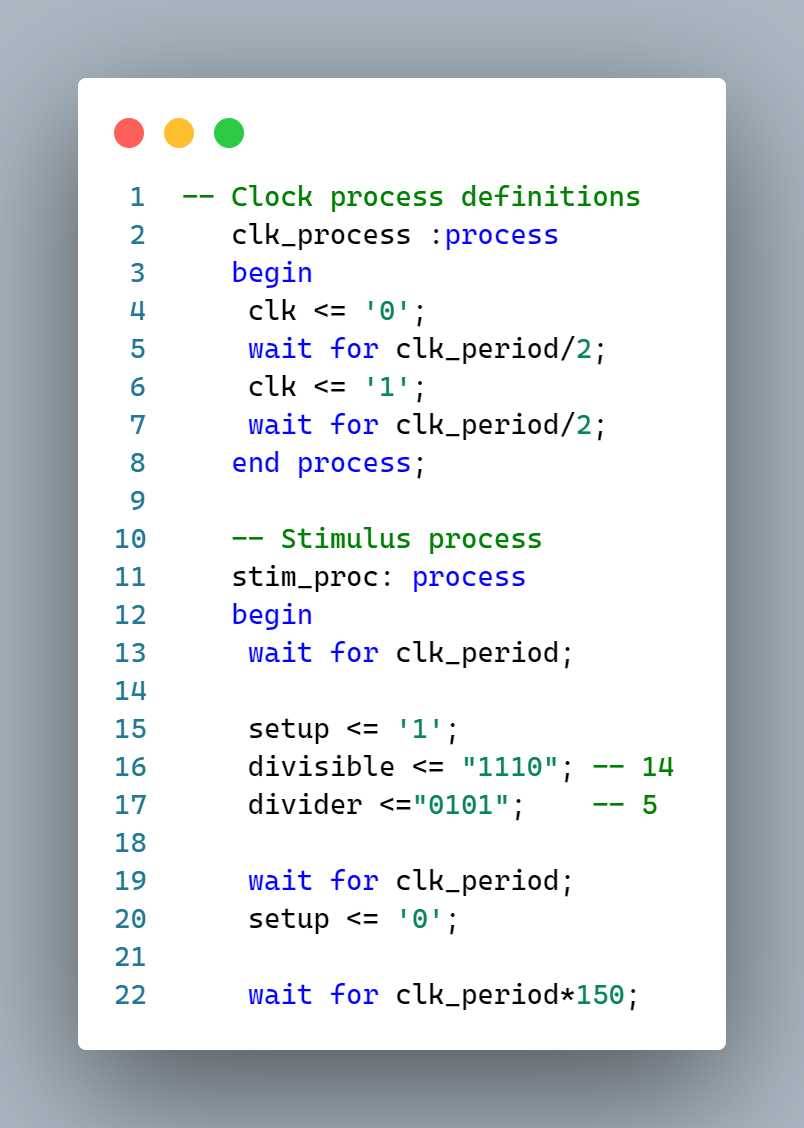 1 -- Clock process definitions
2 clk_process :process
3 begin
4 clk <= '0';
5 wait for clk_period/2;
6 clk <= '1';
7 wait for clk_period/2;
8 end process;
9
10 -- Stimulus process
11 stim_proc: process
12 begin
13 wait for clk_period;
14
15 setup <= '1';
16 divisible <= "1110"; -- 14
17 divider <="0101"; -- 5
18
19 wait for clk_period;
20 setup <= '0';
21
22 wait for clk_period*150;